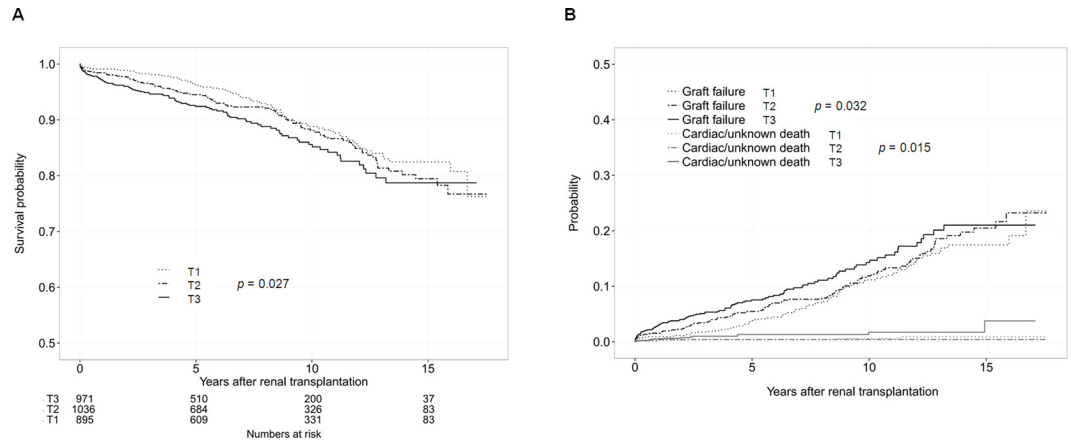 A
Survival probability
1.0
0.9
0.8
0.7
0.6
0.5
T1
T2
T3
p = 0.027
0
5
10
15
Years after renal transplantation
T3 971 510 200 37
T2 1036 684 326 83
T1 895 609 331 83
Numbers at risk
B
Probability
0.5
0.4
0.3
0.2
0.1
0.0
Graft failure T1
Graft failure T2
Graft failure T3
p = 0.032
Cardiac/unknown death T1
Cardiac/unknown death T2
Cardiac/unknown death T3
p = 0.015
0
5
10
15
Years after renal transplantation